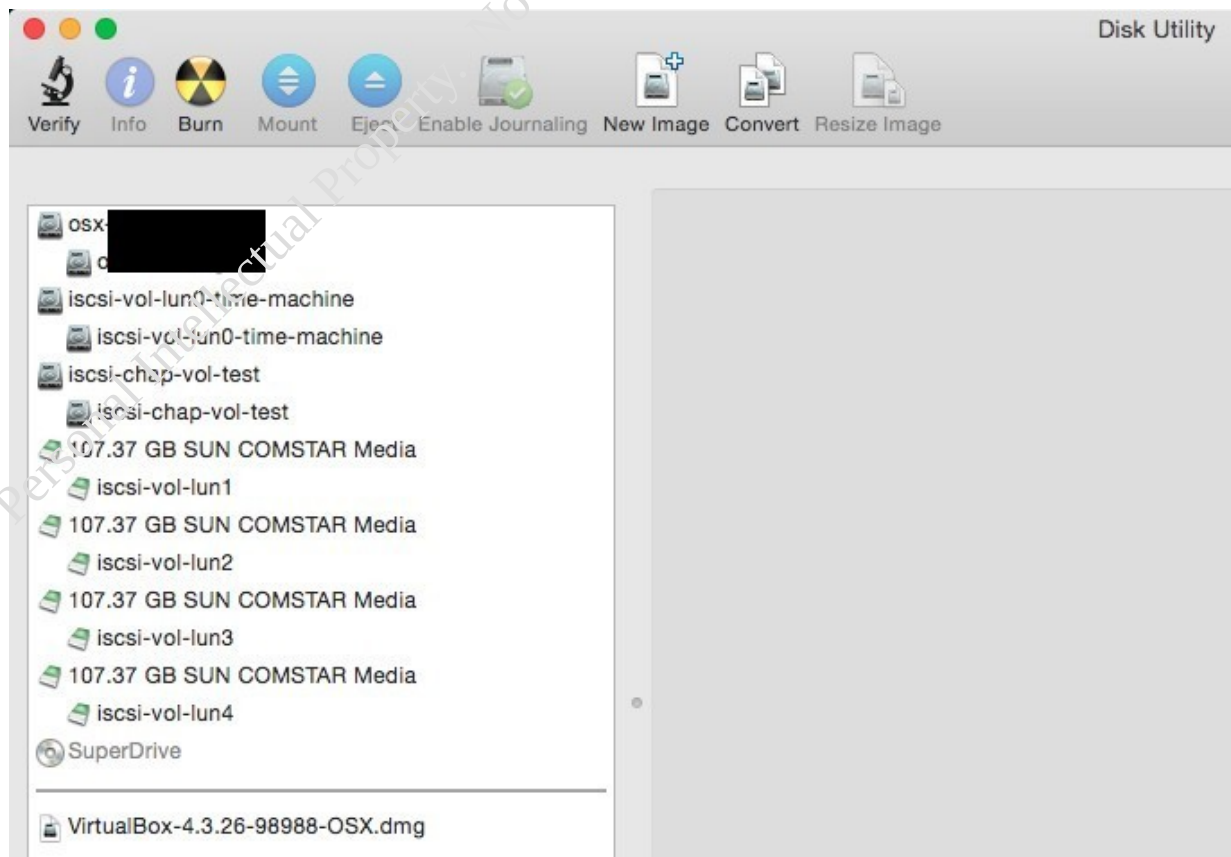 Disk Utility
Verify Info Burn Mount Eject Enable Journaling New Image Convert Resize Image
osx-
o
iscsi-vol-lun0-time-machine
iscsi-vol-lun0-time-machine
iscsi-chap-vol-test
iscsi-chap-vol-test
107.37 GB SUN COMSTAR Media
iscsi-vol-lun1
107.37 GB SUN COMSTAR Media
iscsi-vol-lun2
107.37 GB SUN COMSTAR Media
iscsi-vol-lun3
107.37 GB SUN COMSTAR Media
iscsi-vol-lun4
SuperDrive
VirtualBox-4.3.26-98988-OSX.dmg
Personal Intellectual Property. No